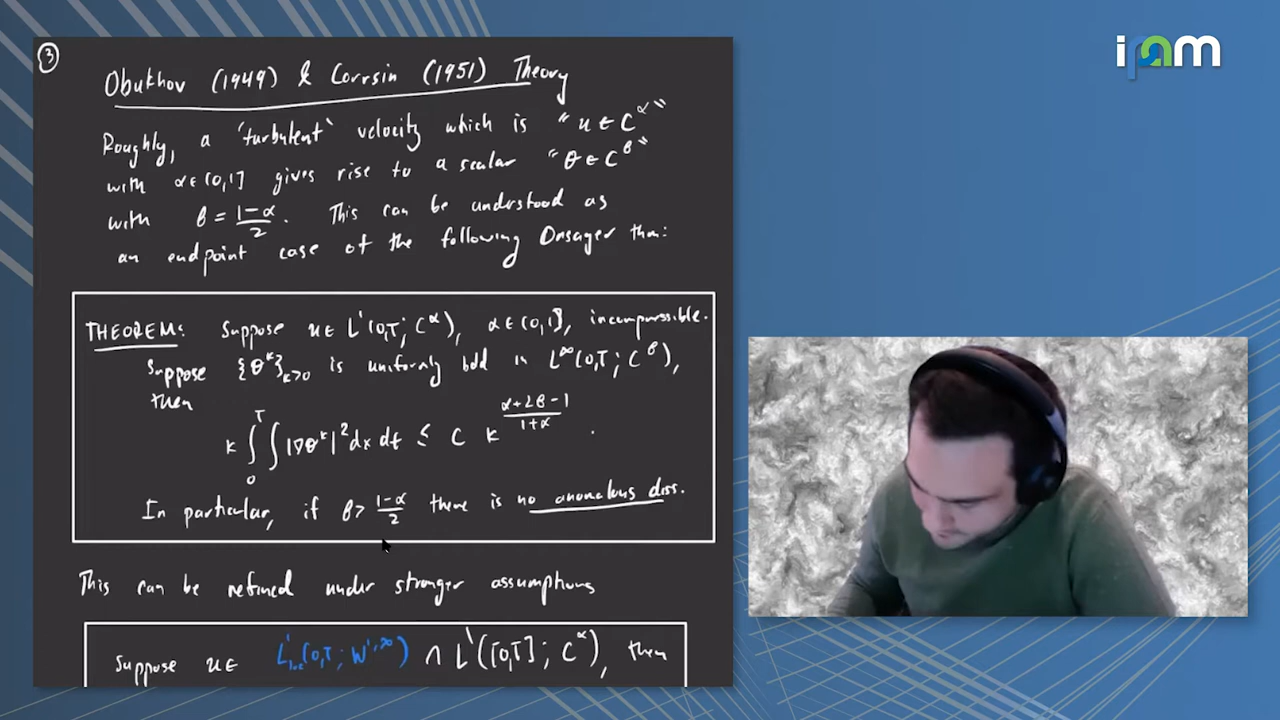 ③
Obukhov (1949) & Corrsin (1951) Theory
Roughly, a 'turbulent' velocity which is "u ∈ C^α"
with α ∈ (0,1] gives rise to a scalar "θ ∈ C^β"
with β = (1-α)/2. This can be understood as
an endpoint case of the following Onsager thm:
THEOREM: Suppose u ∈ L¹(0,T; C^α), α ∈ (0,1], incompressible.
Suppose {θ^κ}_{κ>0} is uniformly bdd in L^∞(0,T; C^β),
then
κ ∫₀ᵀ ∫ |∇θ^κ|² dx dt ≤ C κ^{(α+2β-1)/(1+α)}.
In particular, if β > (1-α)/2 there is no anomalous diss.
This can be refined under stronger assumptions
Suppose u ∈ L¹_{loc}(0,T; W^{1,∞}) ∩ L¹([0,T]; C^α), then
ipam